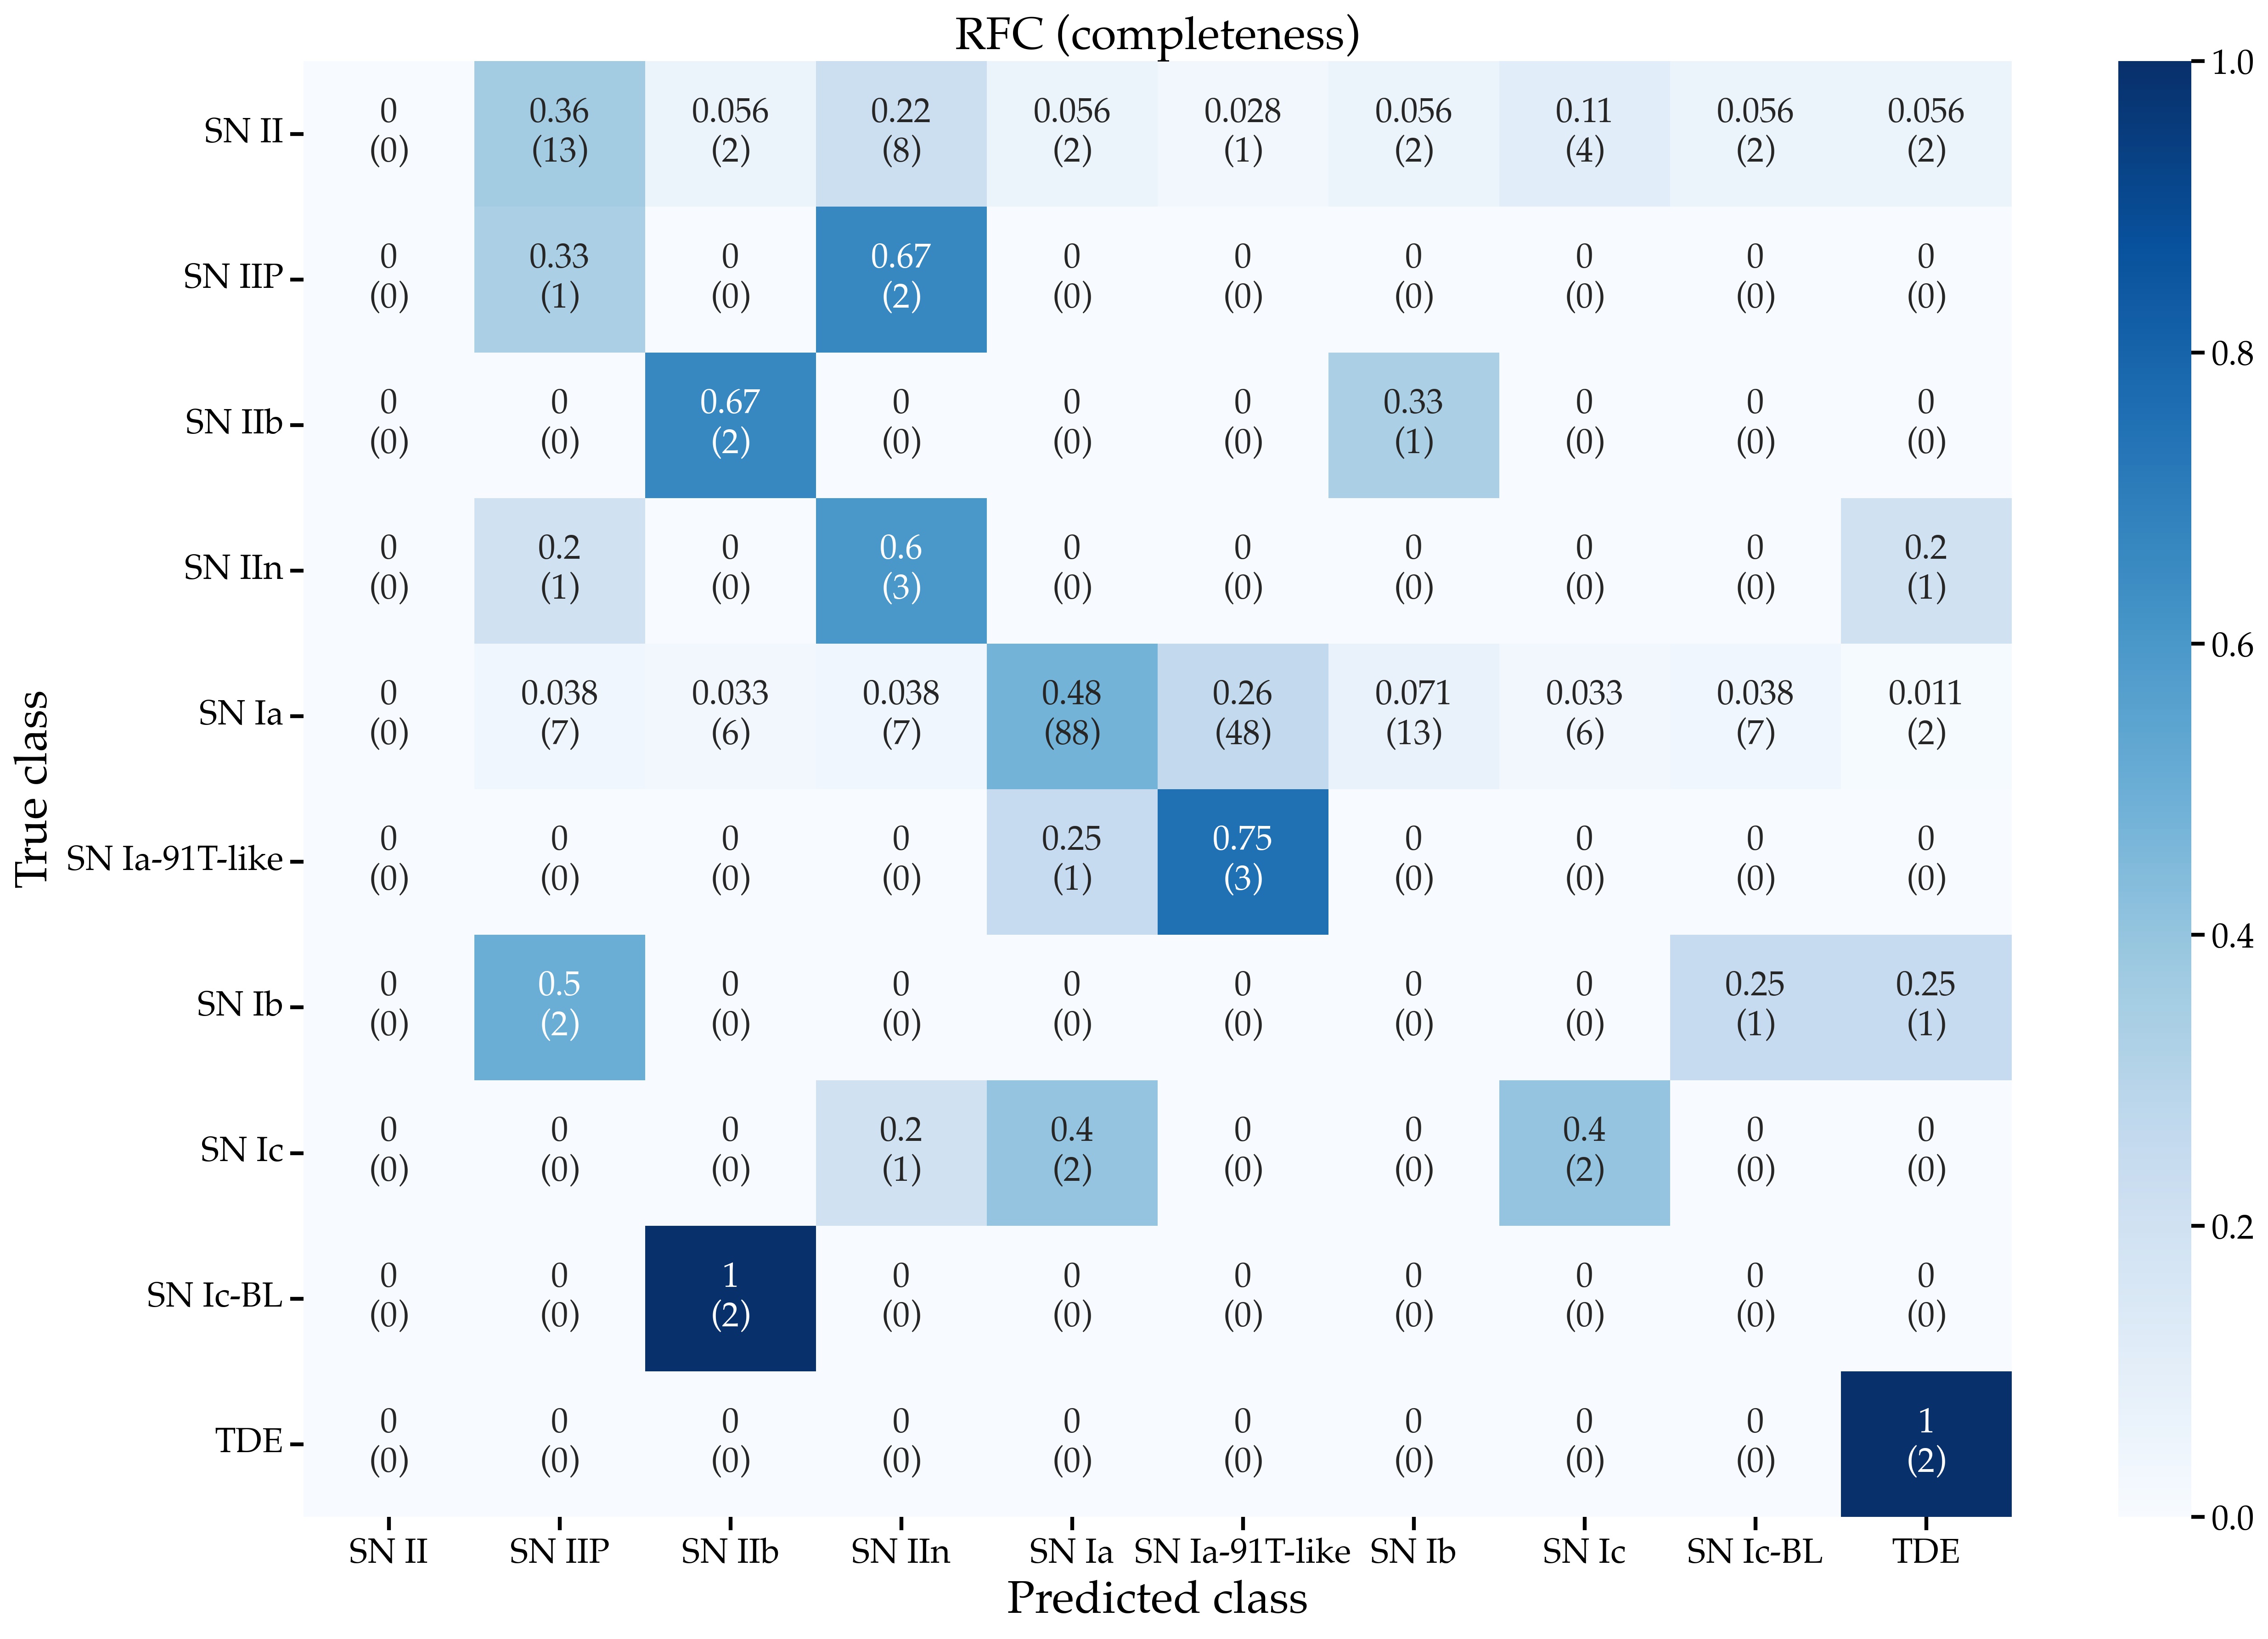 RFC (completeness)
SN II 0 0.36 0.056 0.22 0.056 0.028 0.056 0.11 0.056 0.056
(0) (13) (2) (8) (2) (1) (2) (4) (2) (2)
SN IIP 0 0.33 0 0.67 0 0 0 0 0 0
(0) (1) (0) (2) (0) (0) (0) (0) (0) (0)
SN IIb 0 0 0.67 0 0 0 0.33 0 0 0
(0) (0) (2) (0) (0) (0) (1) (0) (0) (0)
SN IIn 0 0.2 0 0.6 0 0 0 0 0 0.2
(0) (1) (0) (3) (0) (0) (0) (0) (0) (1)
SN Ia 0 0.038 0.033 0.038 0.48 0.26 0.071 0.033 0.038 0.011
(0) (7) (6) (7) (88) (48) (13) (6) (7) (2)
SN Ia-91T-like 0 0 0 0 0.25 0.75 0 0 0 0
(0) (0) (0) (0) (1) (3) (0) (0) (0) (0)
SN Ib 0 0.5 0 0 0 0 0 0 0.25 0.25
(0) (2) (0) (0) (0) (0) (0) (0) (1) (1)
SN Ic 0 0 0 0.2 0.4 0 0 0.4 0 0
(0) (0) (0) (1) (2) (0) (0) (2) (0) (0)
SN Ic-BL 0 0 1 0 0 0 0 0 0 0
(0) (0) (2) (0) (0) (0) (0) (0) (0) (0)
TDE 0 0 0 0 0 0 0 0 0 1
(0) (0) (0) (0) (0) (0) (0) (0) (0) (2)
SN II SN IIP SN IIb SN IIn SN Ia SN Ia-91T-like SN Ib SN Ic SN Ic-BL TDE
Predicted class
True class
1.0
0.8
0.6
0.4
0.2
0.0